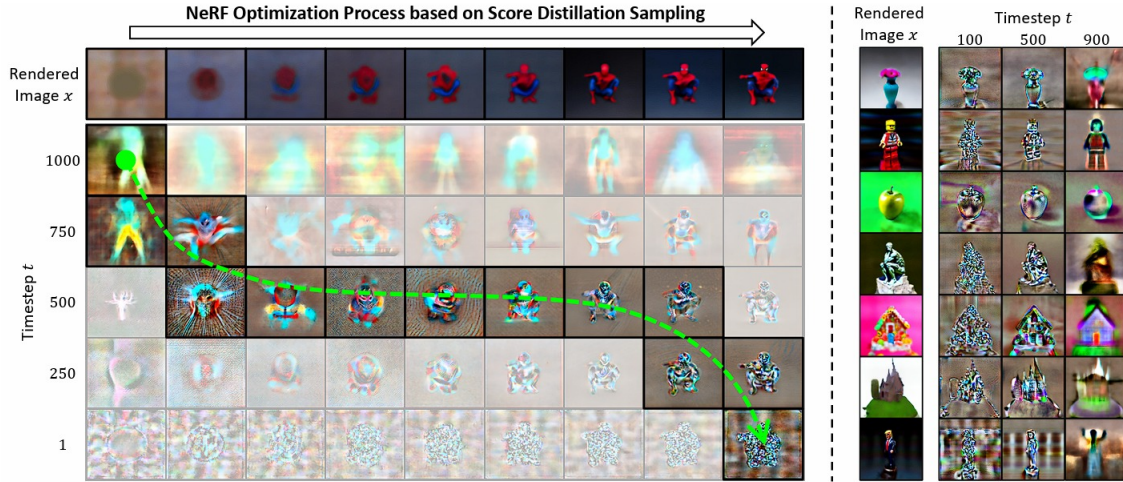 NeRF Optimization Process based on Score Distillation Sampling
Rendered
Image x
Timestep t
1000
750
500
250
1
Rendered
Image x
Timestep t
100 500 900